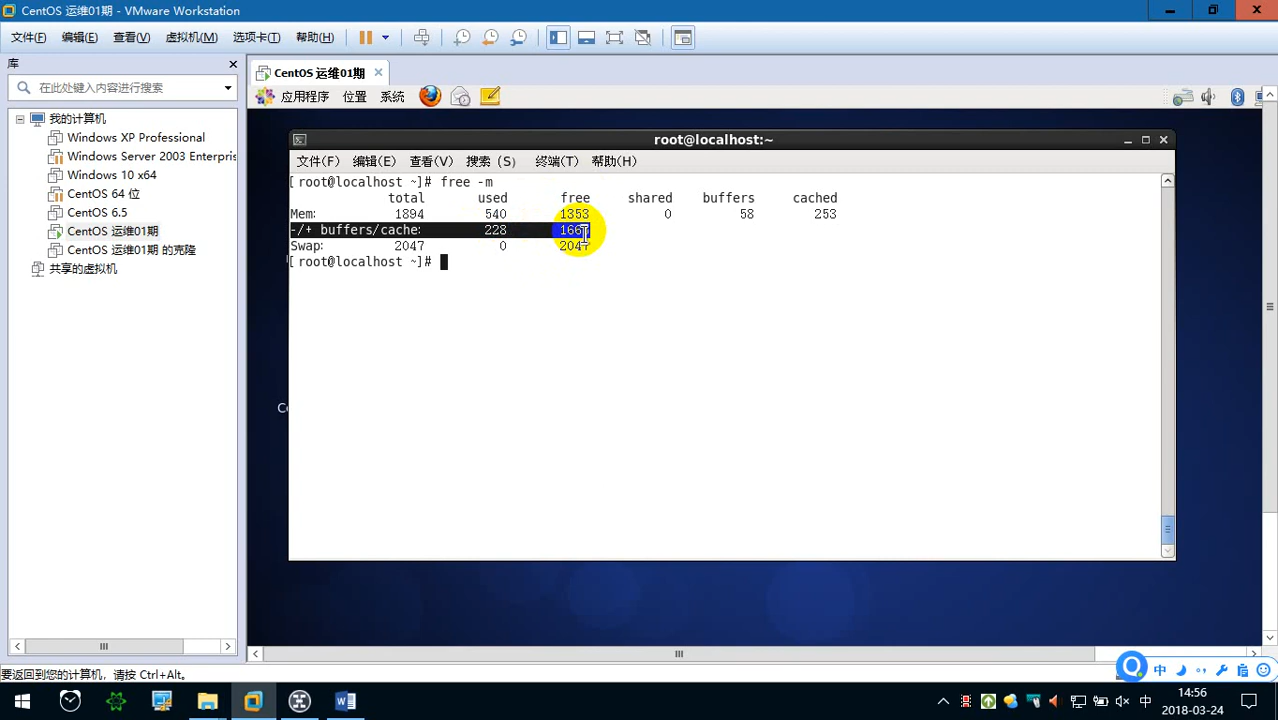 CentOS 运维01期 - VMware Workstation
文件(F) 编辑(E) 查看(V) 虚拟机(M) 选项卡(T) 帮助(H)
库
在此处键入内容进行搜索
我的计算机
Windows XP Professional
Windows Server 2003 Enterpris
Windows 10 x64
CentOS 64 位
CentOS 6.5
CentOS 运维01期
CentOS 运维01期 的克隆
共享的虚拟机
CentOS 运维01期
应用程序 位置 系统
root@localhost:~
文件(F) 编辑(E) 查看(V) 搜索 (S) 终端(T) 帮助(H)
[root@localhost ~]# free -m
total used free shared buffers cached
Mem: 1894 540 1353 0 58 253
-/+ buffers/cache: 228
Swap: 2047 0 2047
[root@localhost ~]#
要返回到您的计算机，请按 Ctrl+Alt。
中
中
14:56
2018-03-24